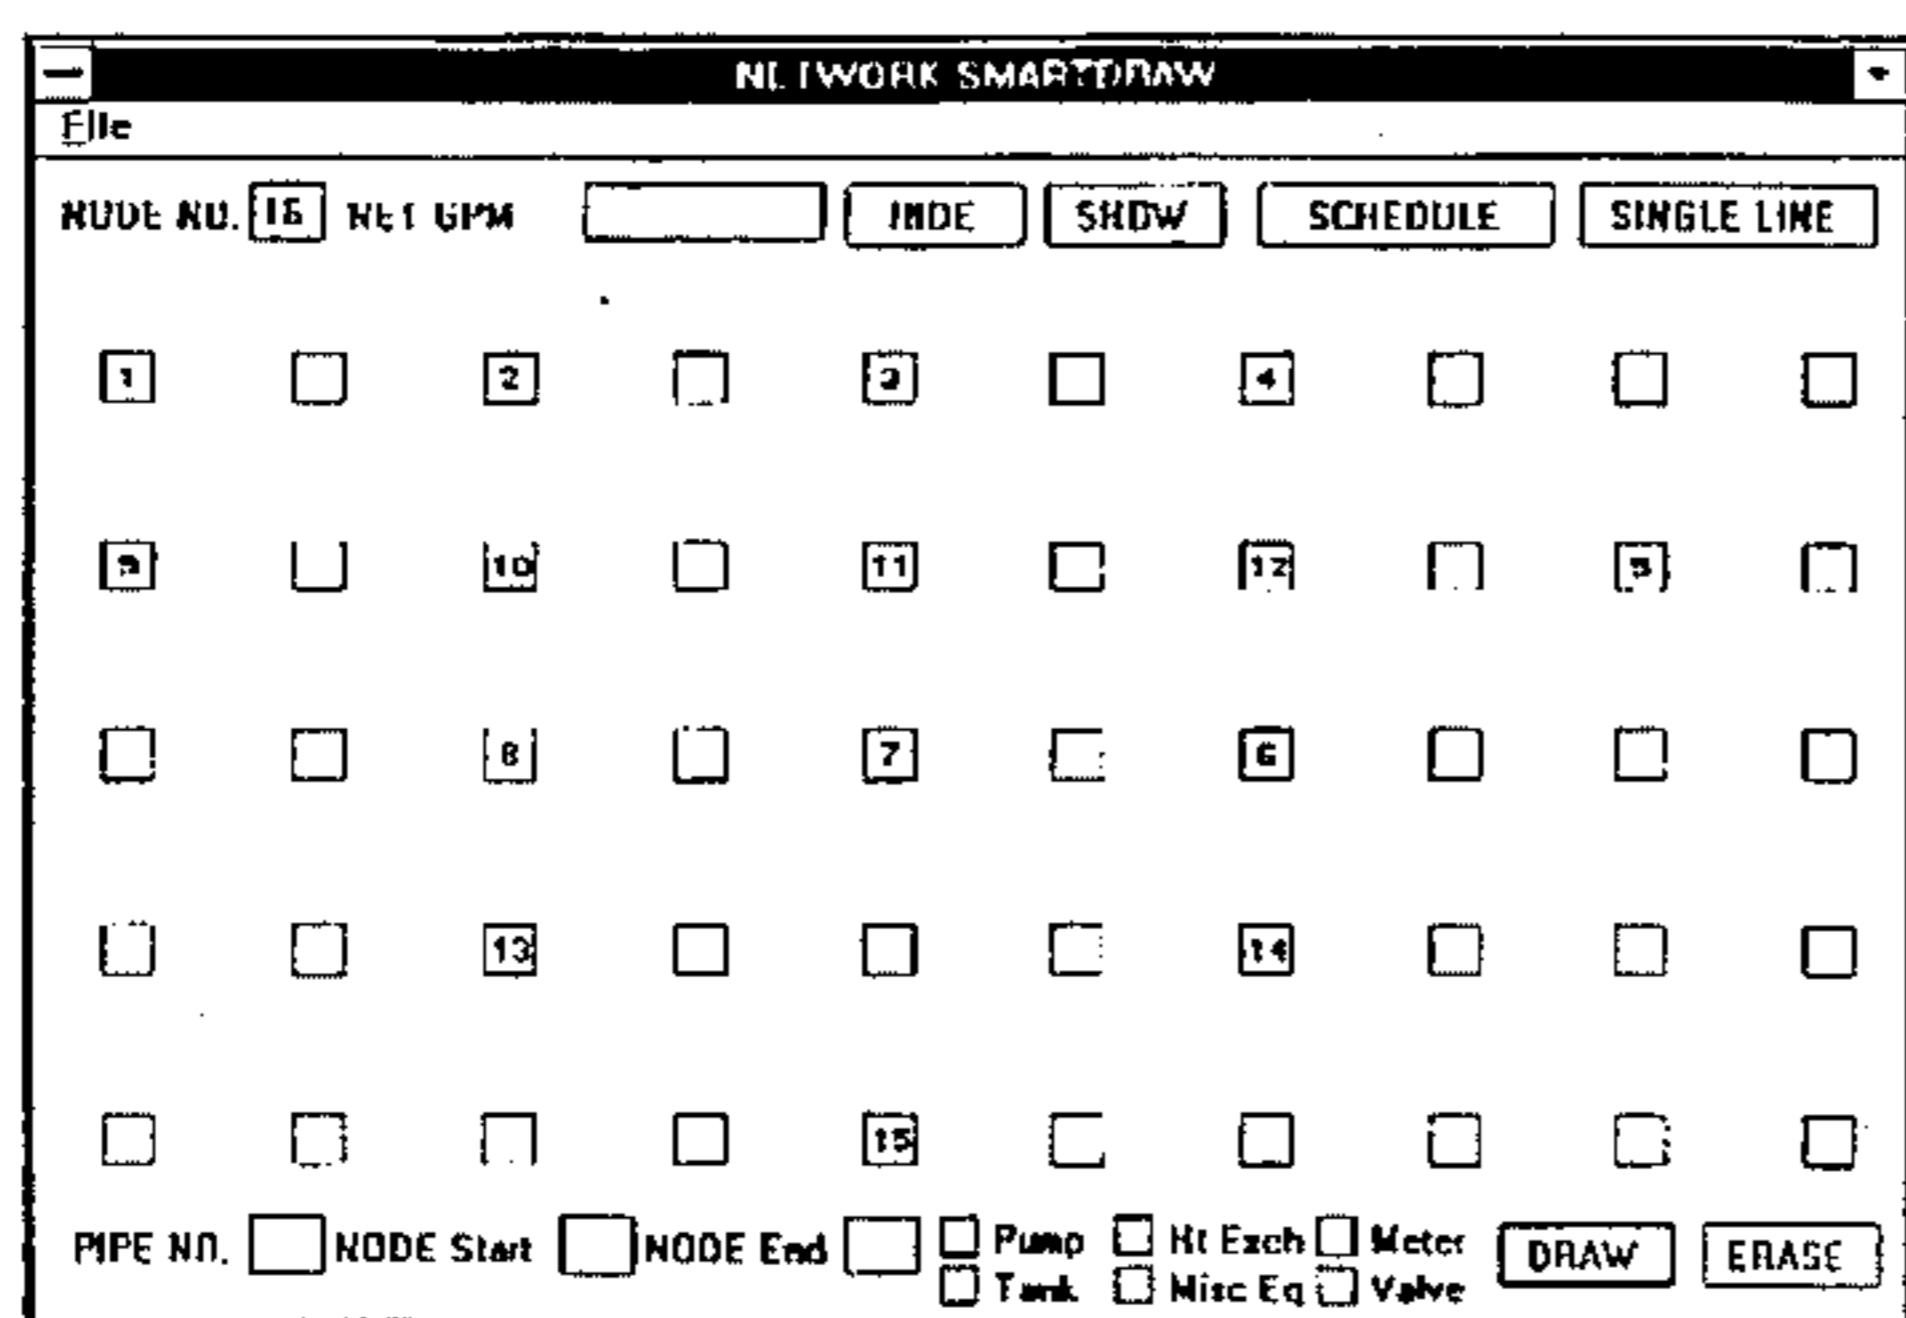 NETWORK SMARTDRAW
File
NODE NO. 16 NET GPM SHOW SCHEDULE SINGLE LINE
1 2 3 4
9 10 11 12 5
8 7 6
13 14
15
PIPE NO. NODE Start NODE End Pump Ht Exch Meter DRAW ERASE
Tank Misc Eq Valve